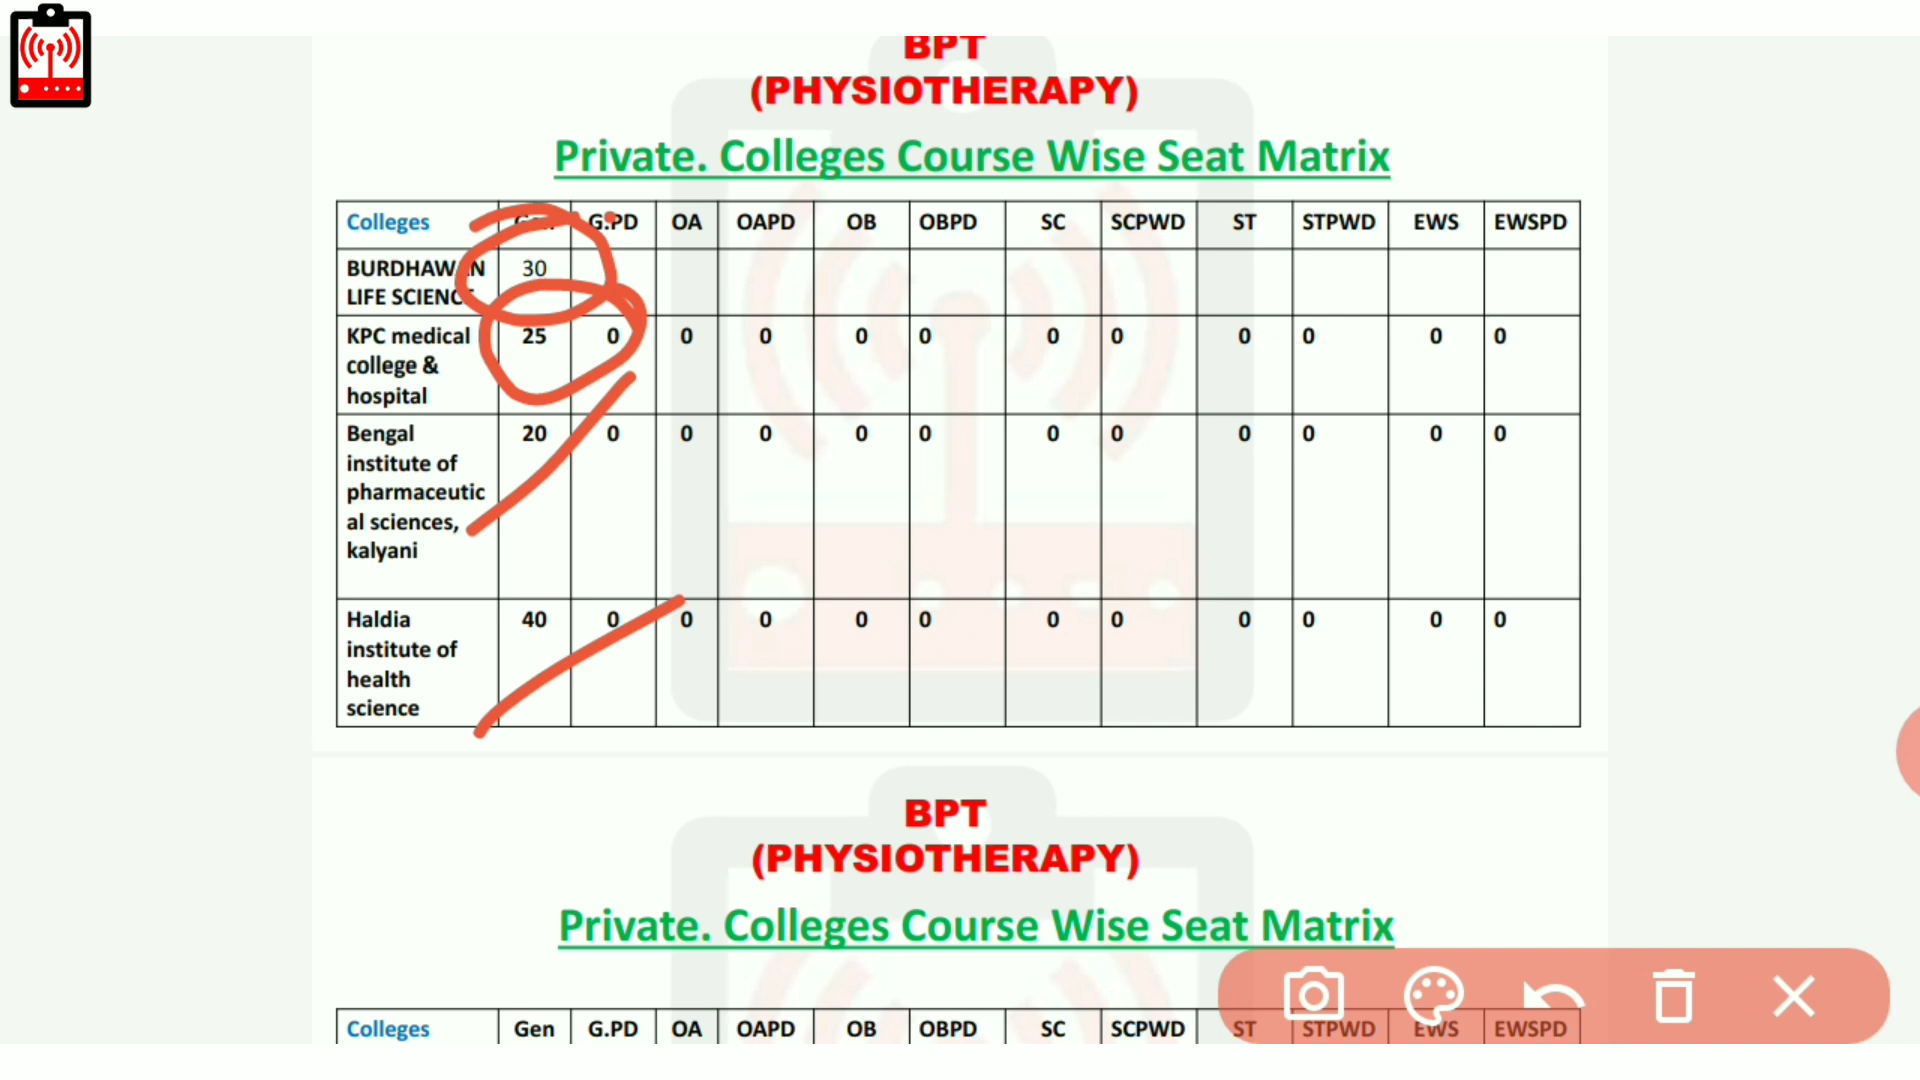 BPT
(PHYSIOTHERAPY)
Private. Colleges Course Wise Seat Matrix
Colleges G.PD OA OAPD OB OBPD SC SCPWD ST STPWD EWS EWSPD
BURDHAWAN 30
LIFE SCIENCE
KPC medical 25 0 0 0 0 0 0 0 0 0 0 0
college &
hospital
Bengal 20 0 0 0 0 0 0 0 0 0 0 0
institute of
pharmaceutic
al sciences,
kalyani
Haldia 40 0 0 0 0 0 0 0 0 0 0 0
institute of
health
science
BPT
(PHYSIOTHERAPY)
Private. Colleges Course Wise Seat Matrix
Colleges Gen G.PD OA OAPD OB OBPD SC SCPWD ST STPWD EWS EWSPD